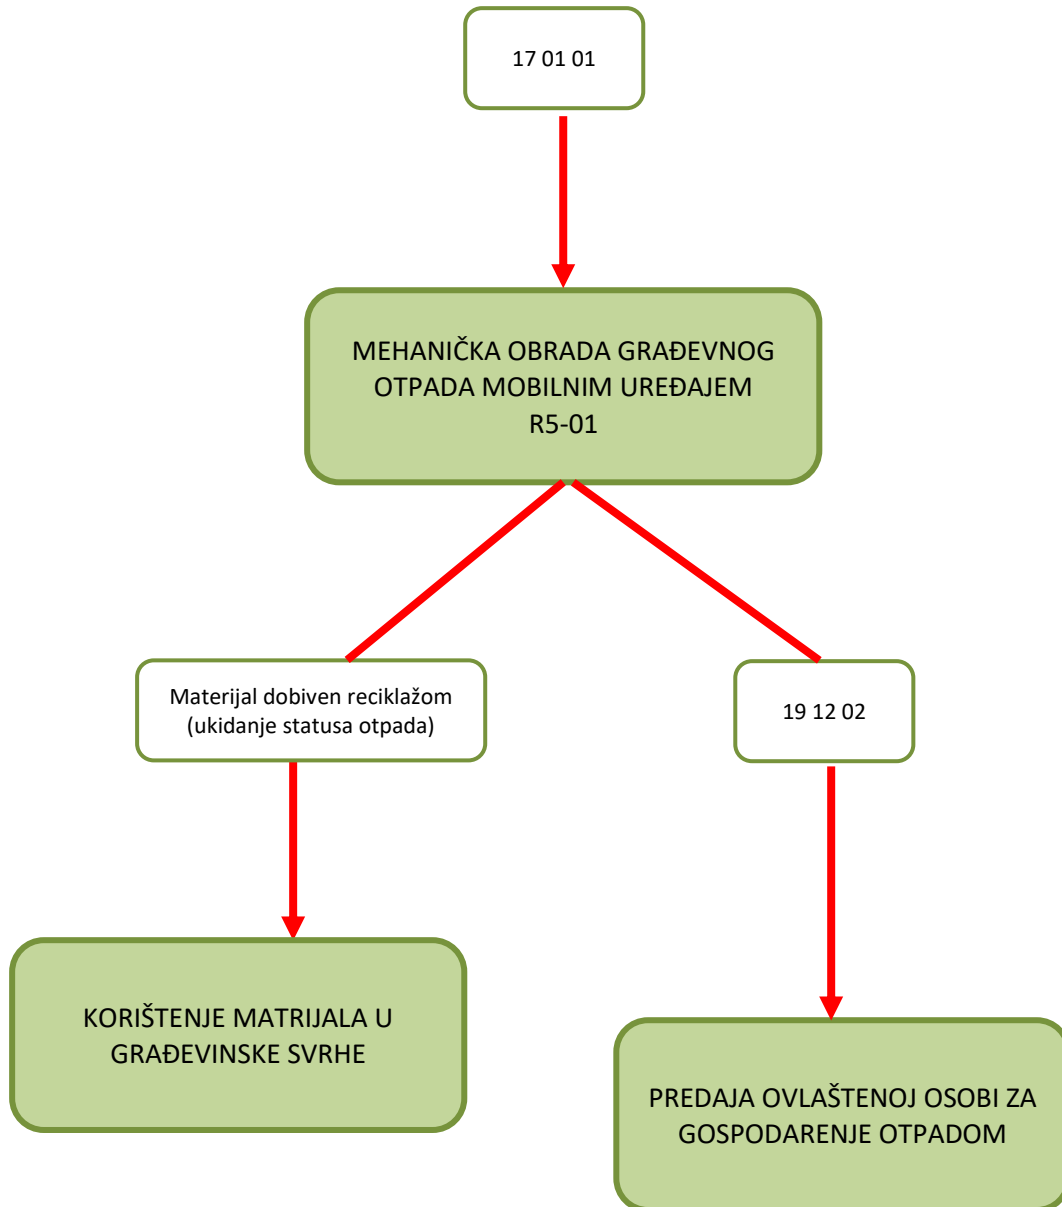 17 01 01
MEHANIČKA OBRADA GRAĐEVNOG
OTPADA MOBILNIM UREĐAJEM
R5-01
Materijal dobiven reciklažom
(ukidanje statusa otpada)
19 12 02
KORIŠTENJE MATRIJALA U
GRAĐEVINSKE SVRHE
PREDAJA OVLAŠTENOJ OSOBI ZA
GOSPODARENJE OTPADOM